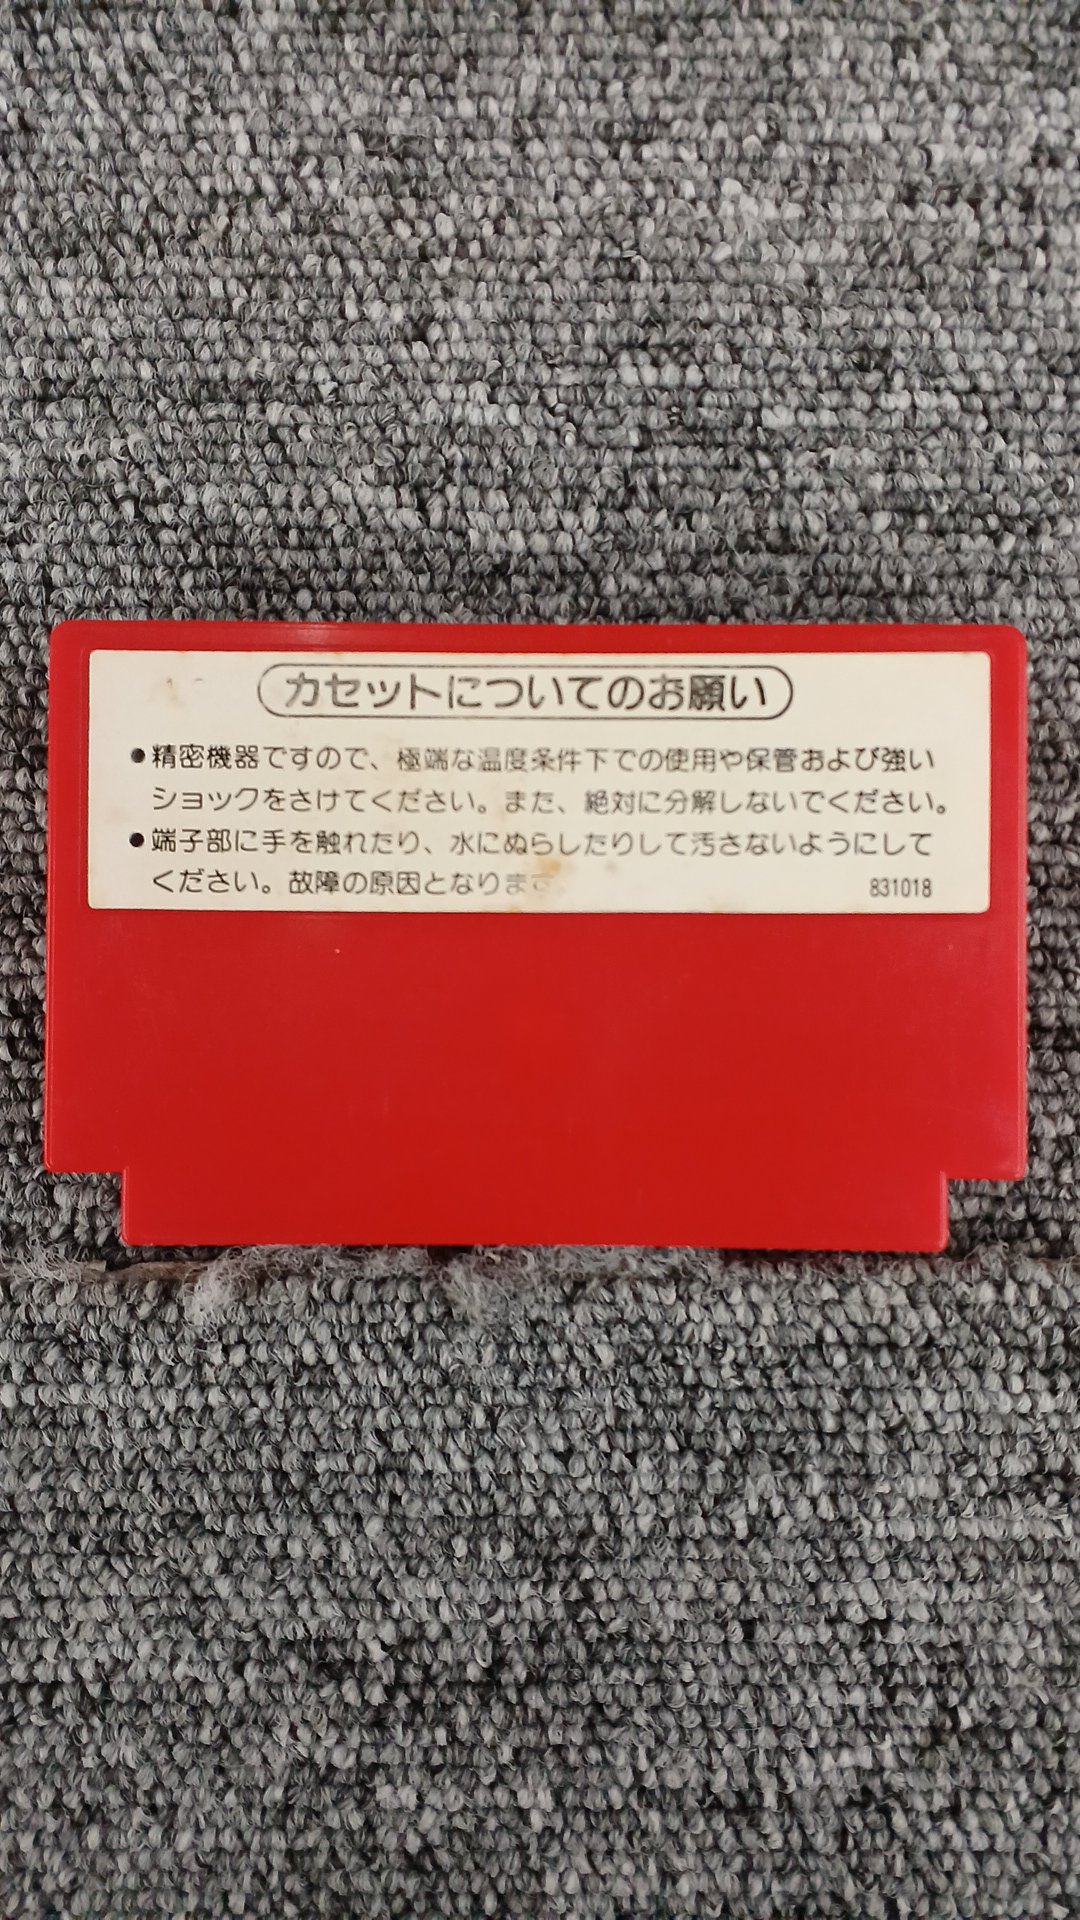 カセットについてのお願い
●精密機器ですので、極端な温度条件下での使用や保管および強い
ショックをさけてください。また、絶対に分解しないでください。
●端子部に手を触れたり、水にぬらしたりして汚さないようにして
ください。故障の原因となります。
831018